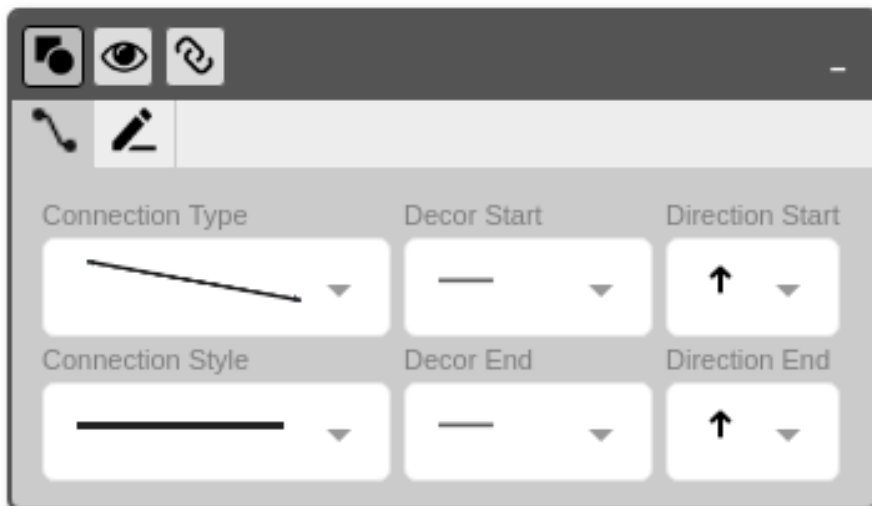 Connection Type Decor Start Direction Start
Connection Style Decor End Direction End